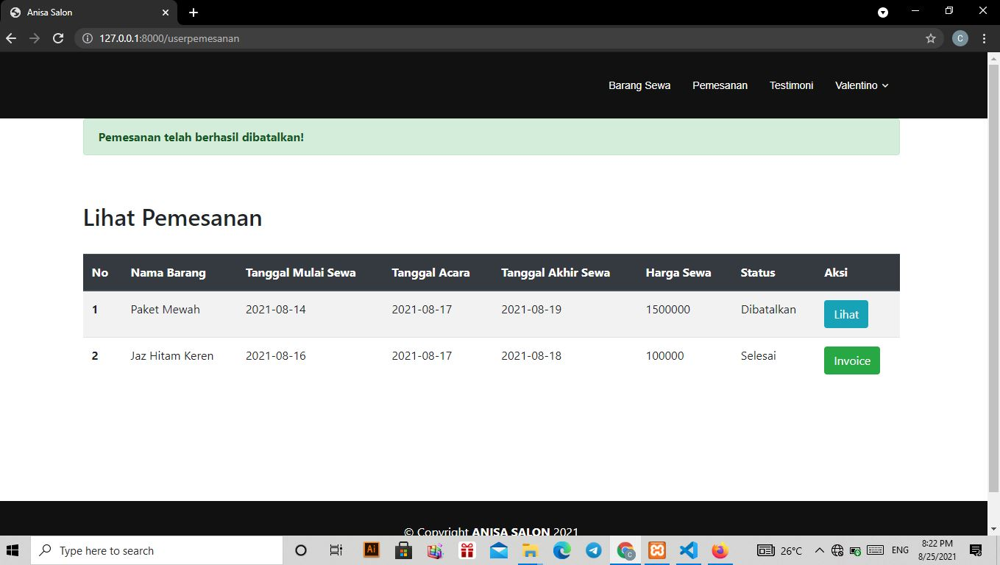 Anisa Salon
127.0.0.1:8000/userpemesanan
C
Barang Sewa Pemesanan Testimoni Valentino
Pemesanan telah berhasil dibatalkan!
Lihat Pemesanan
No Nama Barang Tanggal Mulai Sewa Tanggal Acara Tanggal Akhir Sewa Harga Sewa Status Aksi
1 Paket Mewah 2021-08-14 2021-08-17 2021-08-19 1500000 Dibatalkan Lihat
2 Jaz Hitam Keren 2021-08-16 2021-08-17 2021-08-18 100000 Selesai Invoice
© Copyright ANISA SALON 2021
Type here to search Ai C 26°C ENG 8:22 PM
8/25/2021